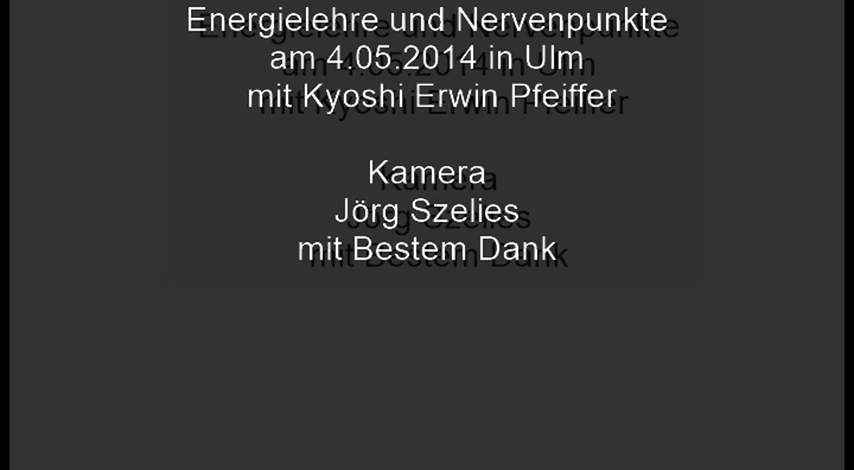 Energielehre und Nervenpunkte
am 4.05.2014 in Ulm
mit Kyoshi Erwin Pfeiffer
Kamera
Jörg Szelies
mit Bestem Dank